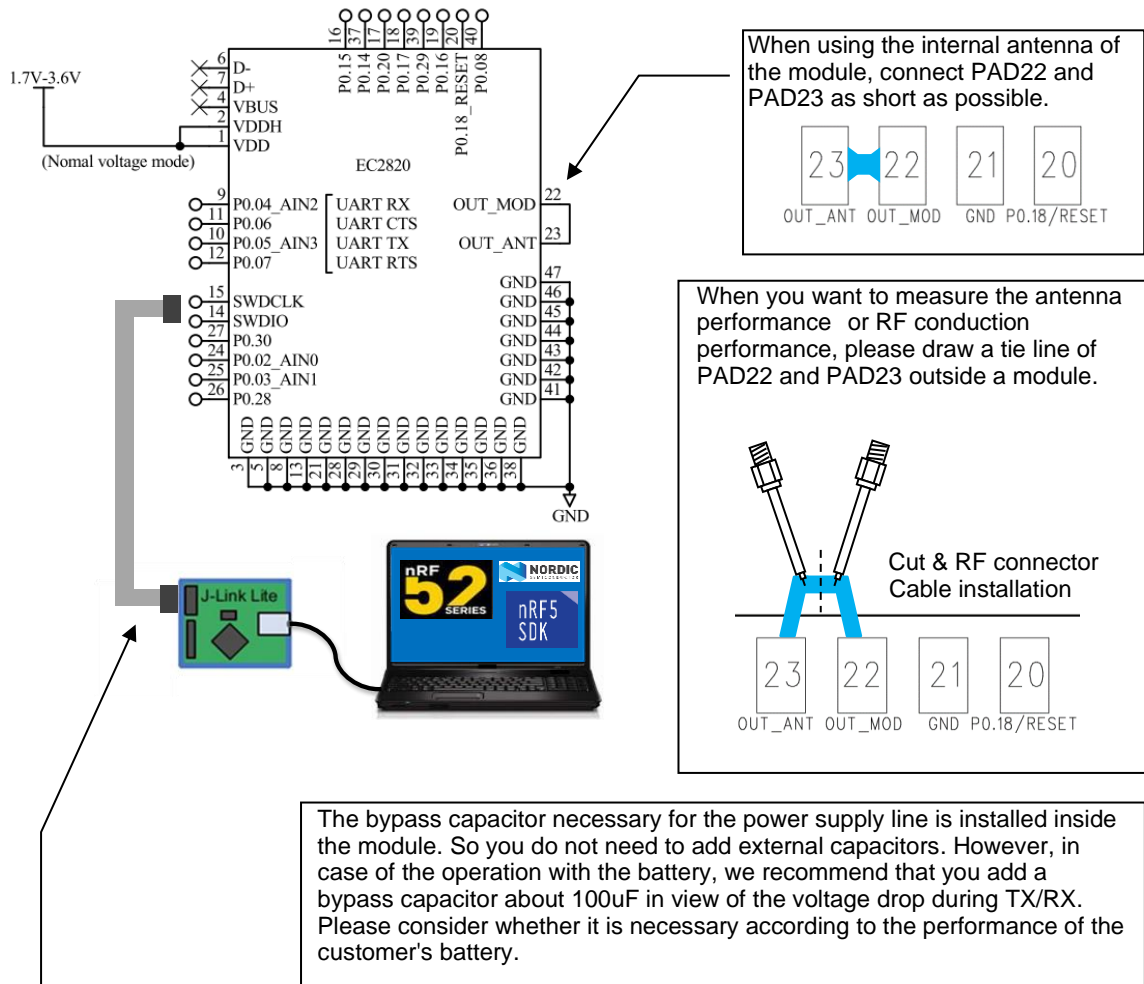 16
37
17
18
39
19
20
40
P0.15
P0.14
P0.20
P0.17
P0.29
P0.16
P0.18_RESET
P0.08
1.7V-3.6V
(Nomal voltage mode)
6 D-
7 D+
4 VBUS
2 VDDH
1 VDD
EC2820
9 P0.04_AIN2 UART RX
11 P0.06 UART CTS
10 P0.05_AIN3 UART TX
12 P0.07 UART RTS
15 SWDCLK
14 SWDIO
27 P0.30
24 P0.02_AIN0
25 P0.03_AIN1
26 P0.28
OUT_MOD 22
OUT_ANT 23
GND 47
GND 46
GND 45
GND 44
GND 43
GND 42
GND 41
GND GND GND GND GND GND GND GND GND GND GND GND GND GND GND
3 5 8 13 21 28 29 30 31 32 33 34 35 36 38
GND
When using the internal antenna of
the module, connect PAD22 and
PAD23 as short as possible.
23 22 21 20
OUT_ANT OUT_MOD GND P0.18/RESET
When you want to measure the antenna
performance or RF conduction
performance, please draw a tie line of
PAD22 and PAD23 outside a module.
Cut & RF connector
Cable installation
23 22 21 20
OUT_ANT OUT_MOD GND P0.18/RESET
J-Link Lite
nRF
52
SERIES
NORDIC
SEMICONDUCTOR
nRF5
SDK
The bypass capacitor necessary for the power supply line is installed inside
the module. So you do not need to add external capacitors. However, in
case of the operation with the battery, we recommend that you add a
bypass capacitor about 100uF in view of the voltage drop during TX/RX.
Please consider whether it is necessary according to the performance of the
customer's battery.